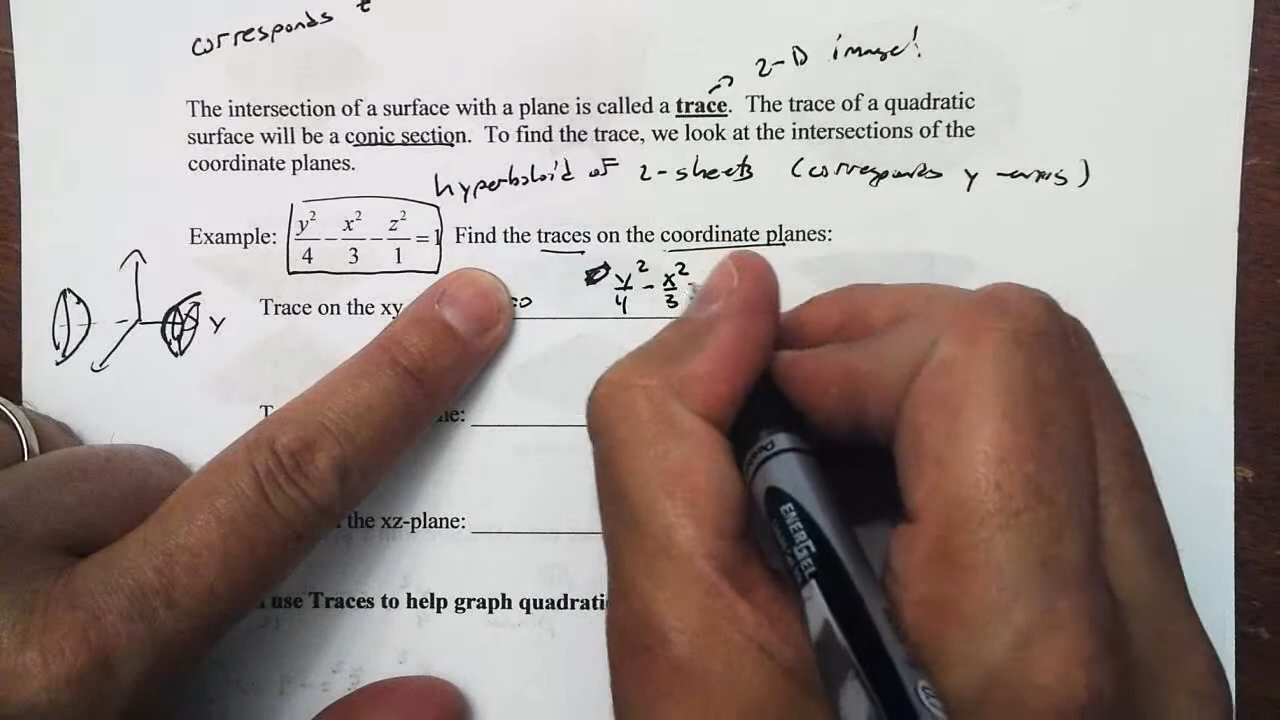 corresponds t
2-D image!
The intersection of a surface with a plane is called a trace. The trace of a quadratic
surface will be a conic section. To find the trace, we look at the intersections of the
coordinate planes.
hyperboloid of 2-sheets (corresponds y-axis)
Example: y²/4 − x²/3 − z²/1 = 1 Find the traces on the coordinate planes:
y²/4 - x²/3
Trace on the xy
=0
y
ne:
the xz-plane:
use Traces to help graph quadrati
ENERGEL
Pentel